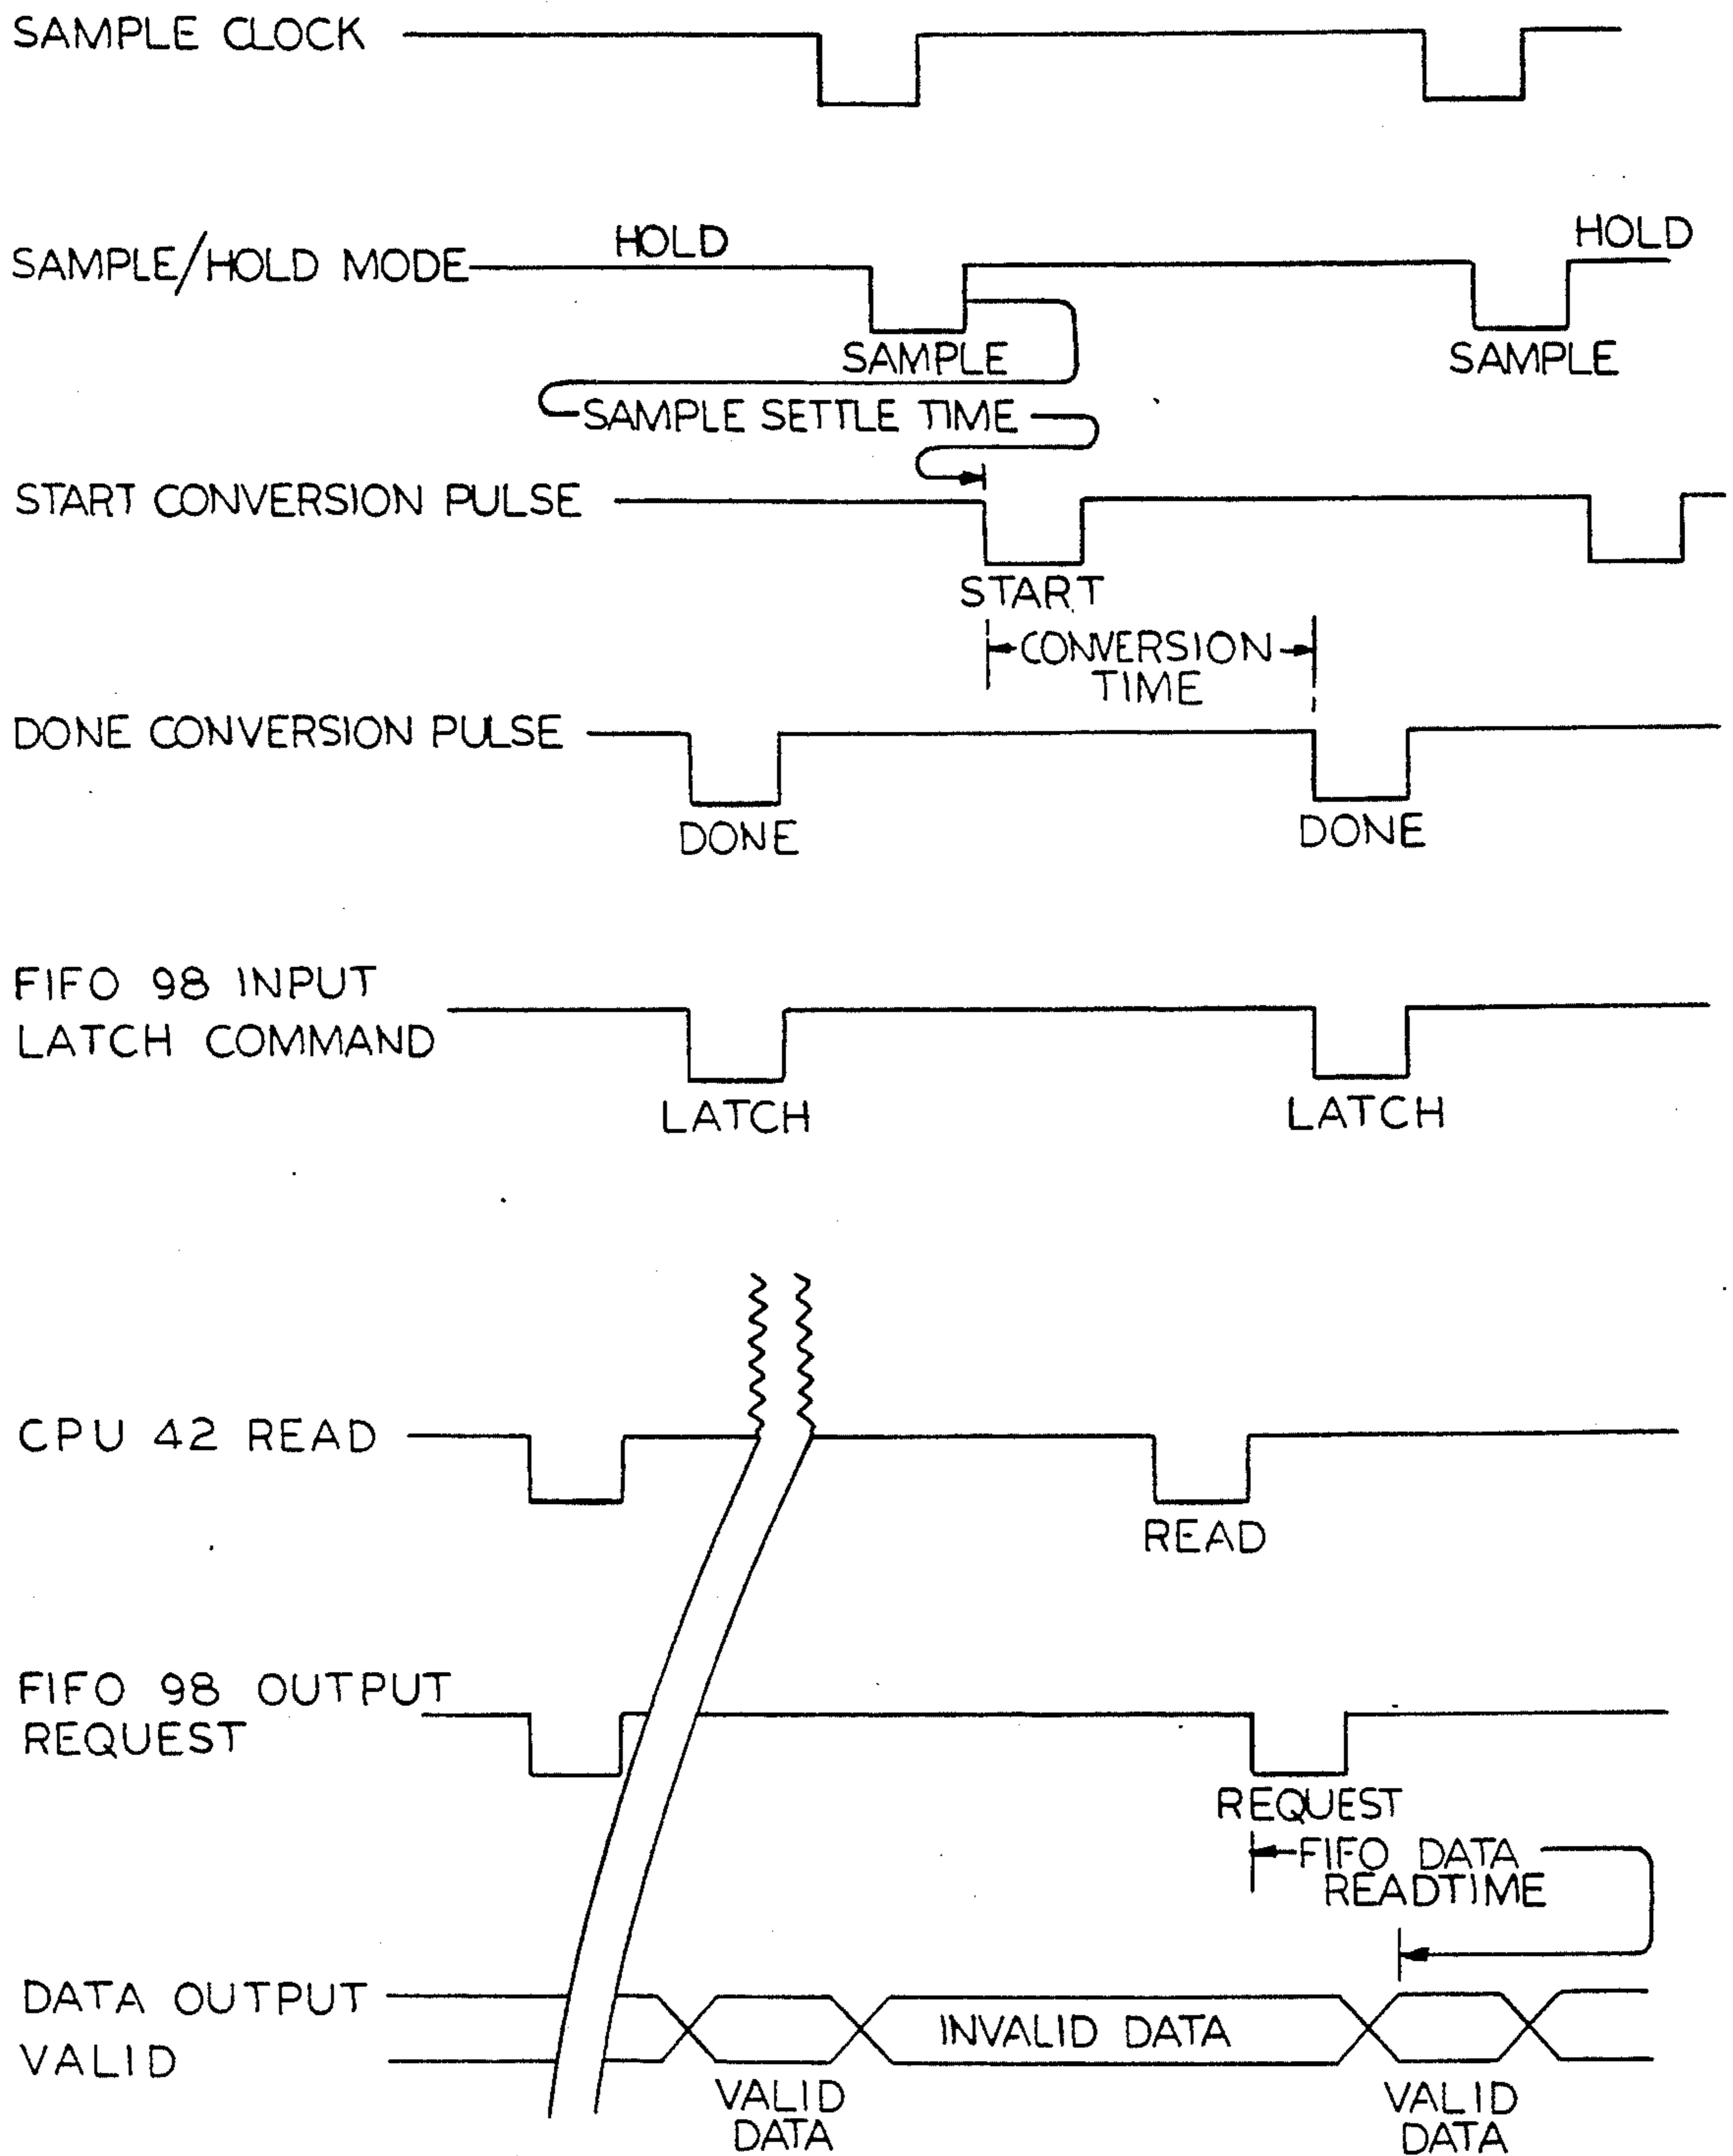 SAMPLE CLOCK
HOLD
HOLD
SAMPLE/HOLD MODE
SAMPLE
SAMPLE
SAMPLE SETTLE TIME
START CONVERSION PULSE
START
CONVERSION
TIME
DONE CONVERSION PULSE
DONE
DONE
FIFO 98 INPUT
LATCH COMMAND
LATCH
LATCH
CPU 42 READ
READ
FIFO 98 OUTPUT
REQUEST
REQUEST
FIFO DATA
READTIME
DATA OUTPUT
VALID
INVALID DATA
VALID
DATA
VALID
DATA